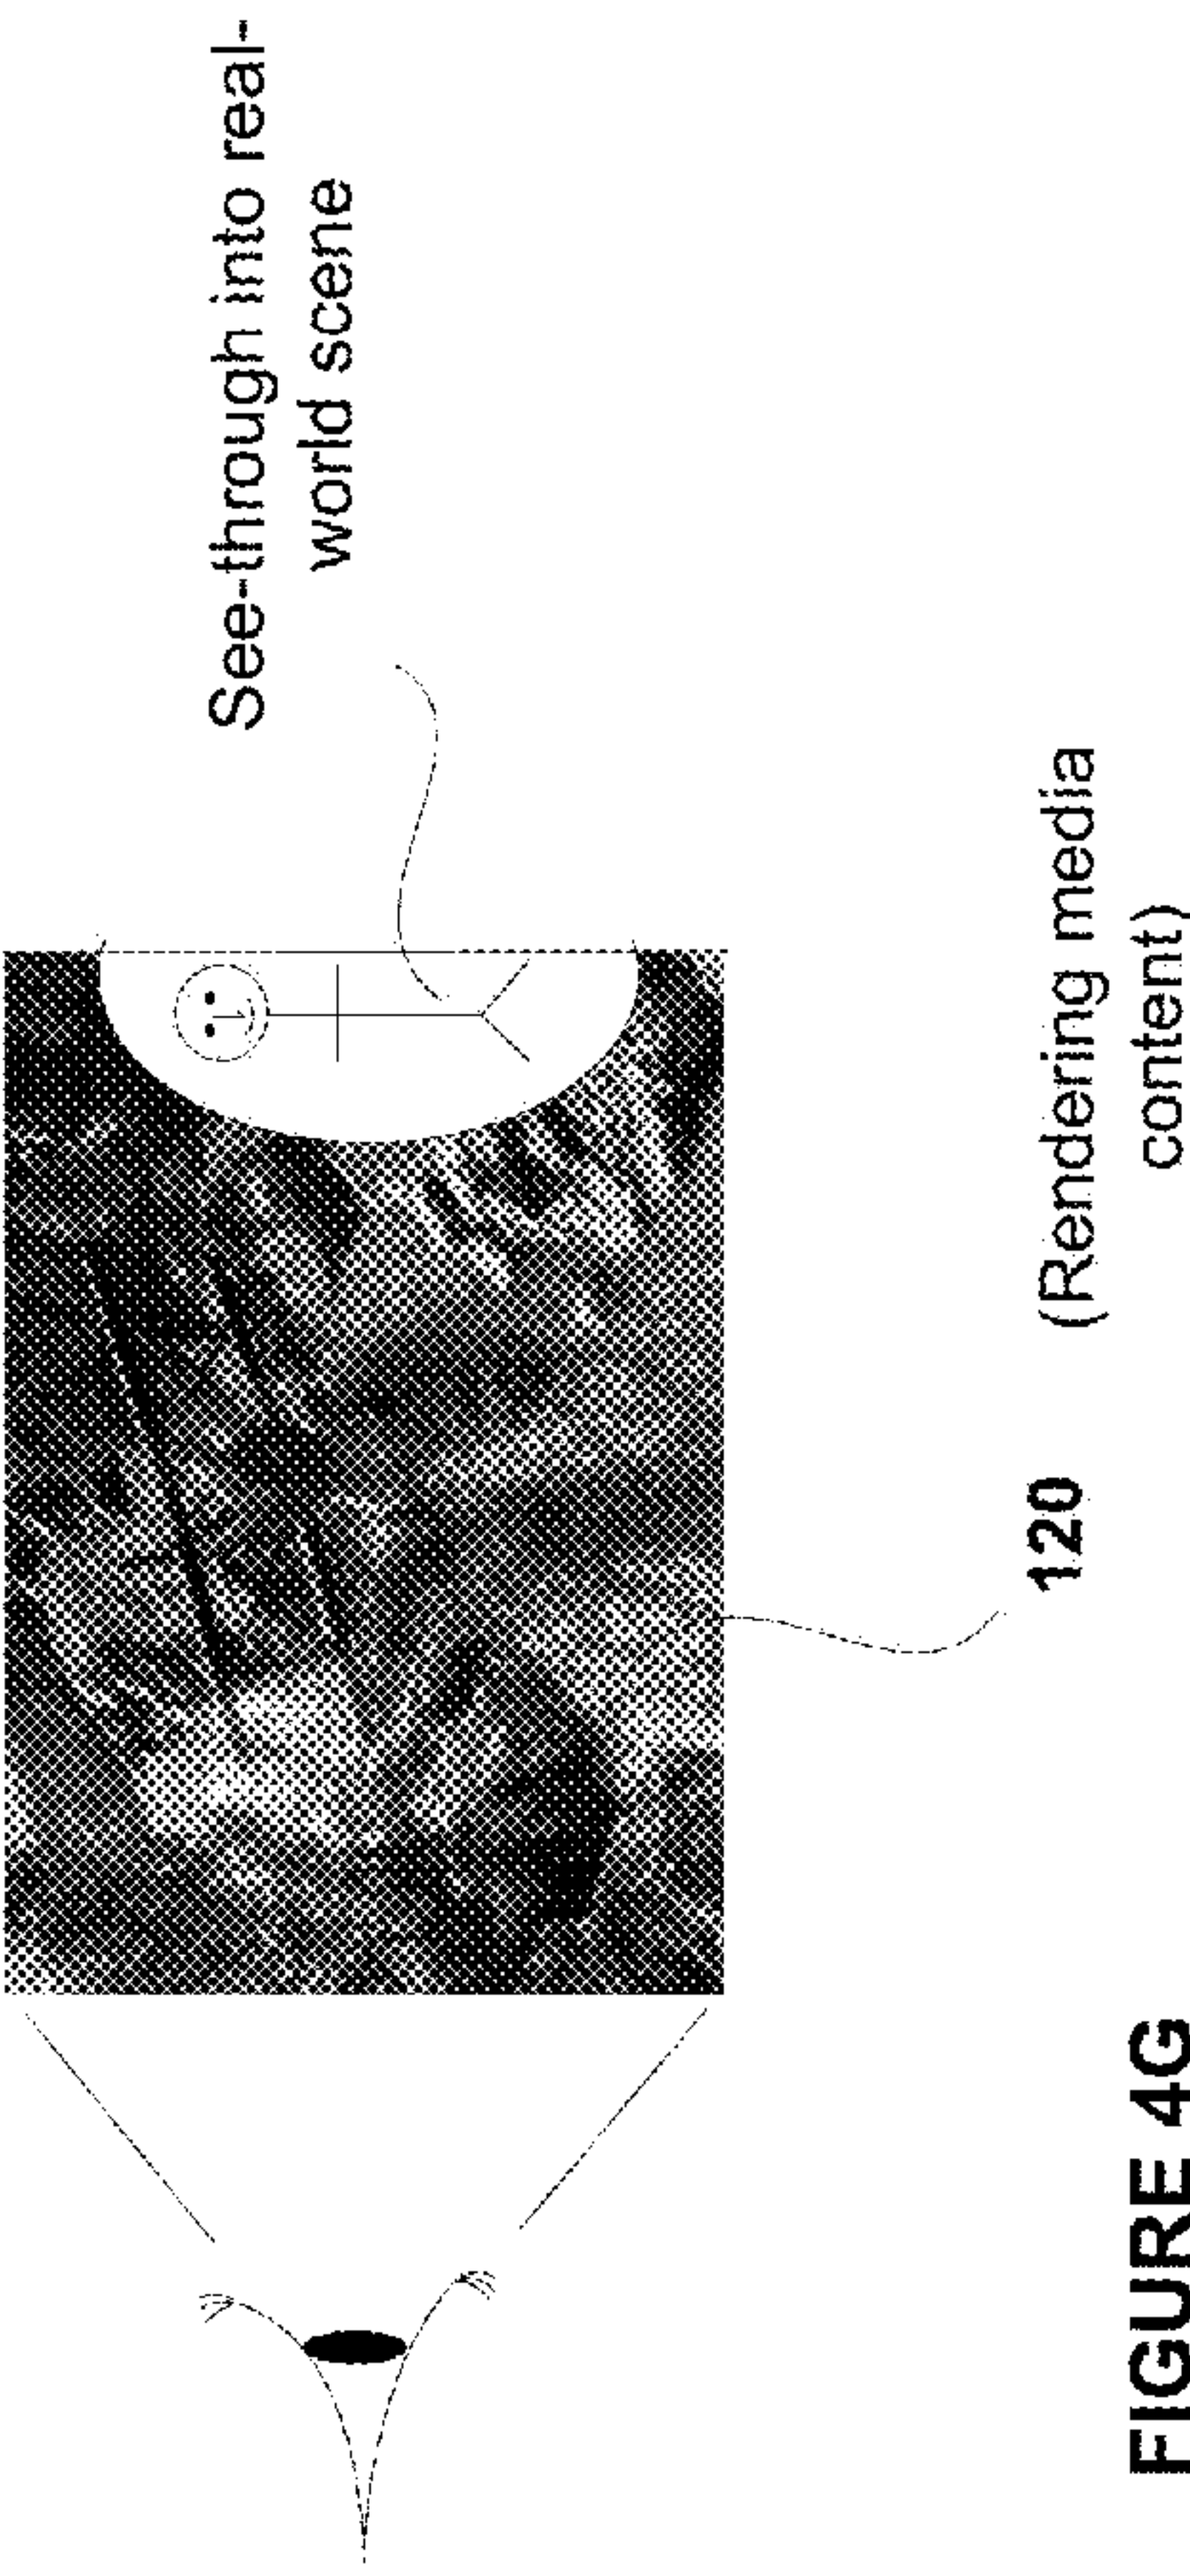 See-through into real-
world scene
120
(Rendering media
content)
FIGURE 4G